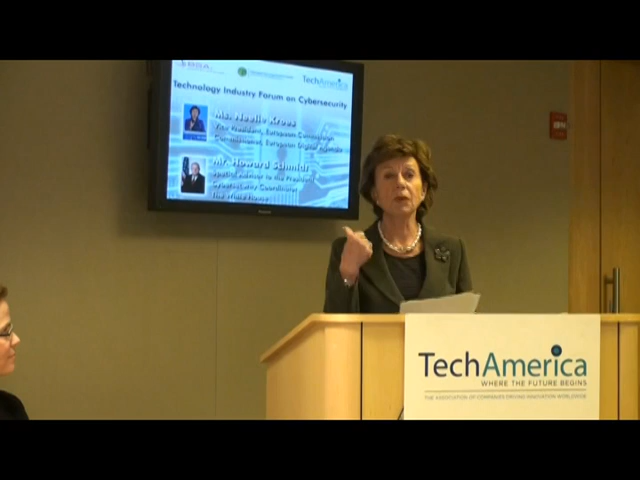 BSA
TechAmerica
Technology Industry Forum on Cybersecurity
Ms. Neelie Kroes
Vice President, European Commission
Commissioner, European Digital Agenda
Mr. Howard Schmidt
Special Advisor to the President
Cybersecurity Coordinator
The White House
TechAmerica
WHERE THE FUTURE BEGINS
THE ASSOCIATION OF COMPANIES DRIVING INNOVATION WORLDWIDE